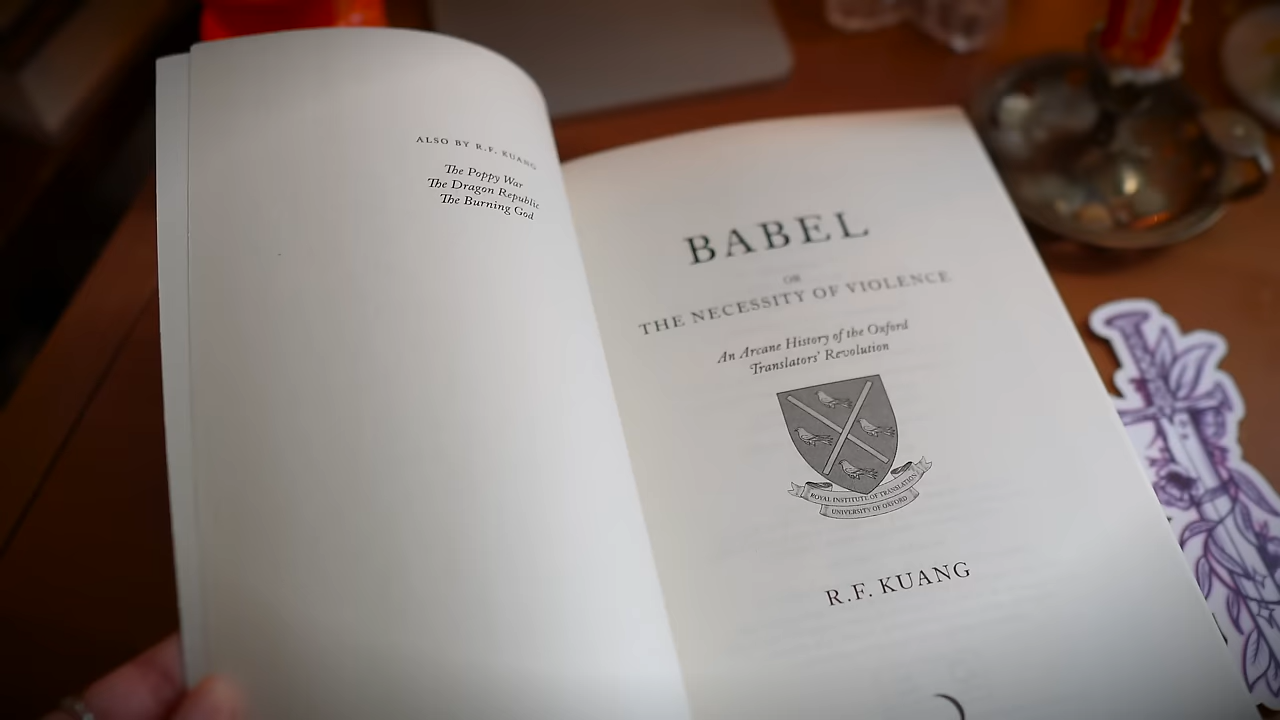 ALSO BY R.F. KUANG
The Poppy War
The Dragon Republic
The Burning God
BABEL
OR
THE NECESSITY OF VIOLENCE
An Arcane History of the Oxford
Translators' Revolution
ROYAL INSTITUTE OF TRANSLATION
UNIVERSITY OF OXFORD
R.F. KUANG